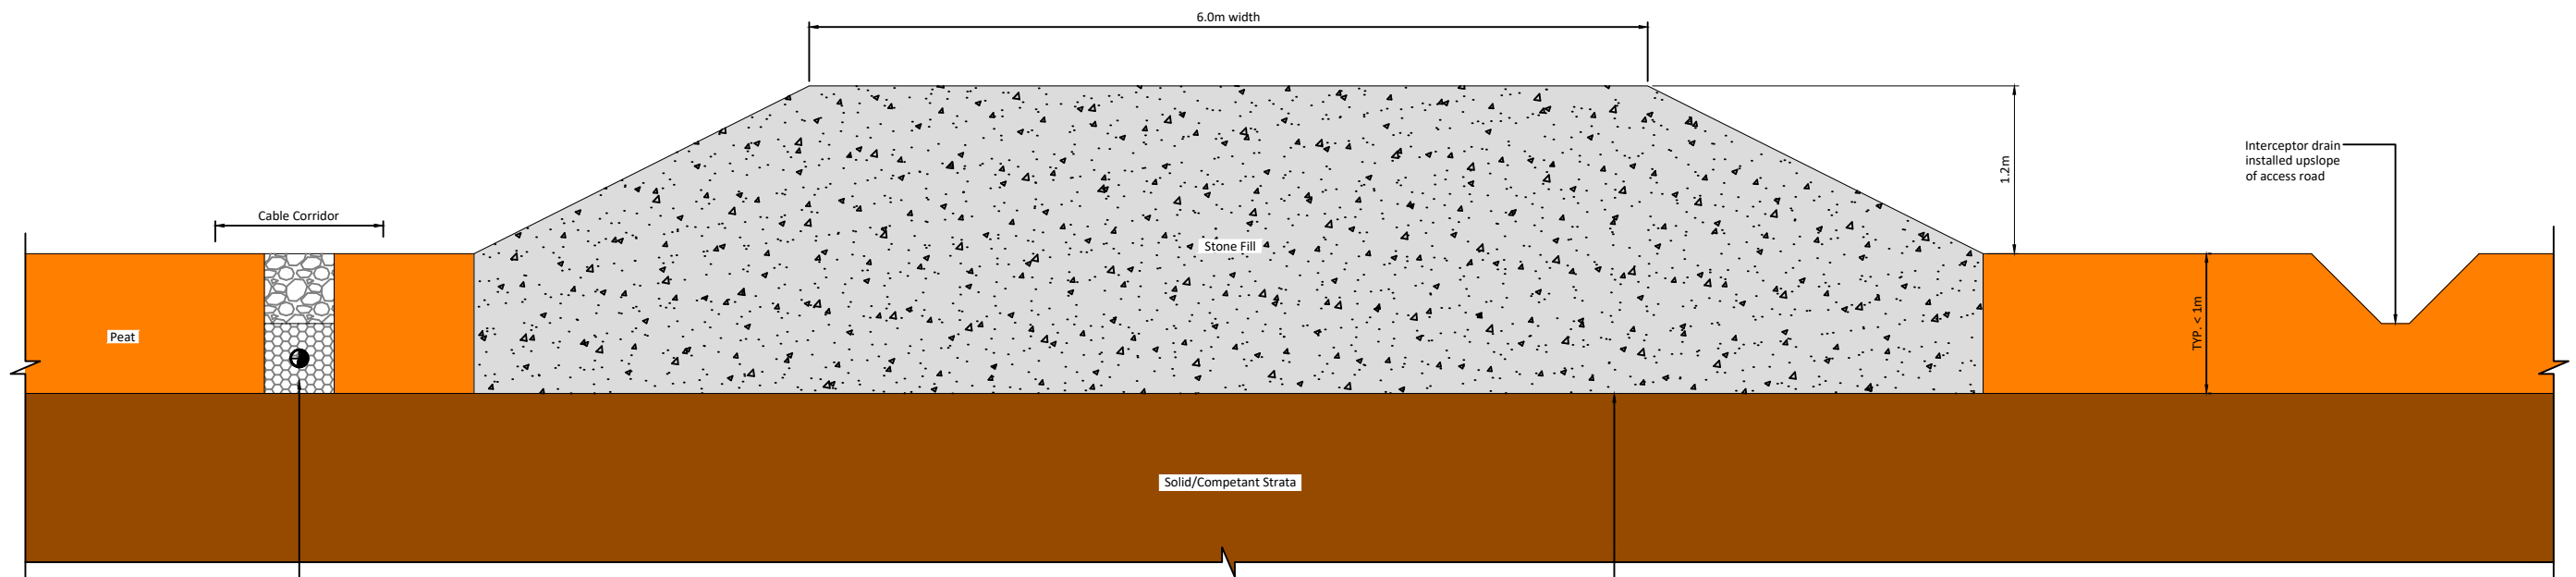 6.0m width
Cable Corridor
1.2m
Interceptor drain
installed upslope
of access road
Stone Fill
Peat
TYP. < 1m
Solid/Competant Strata